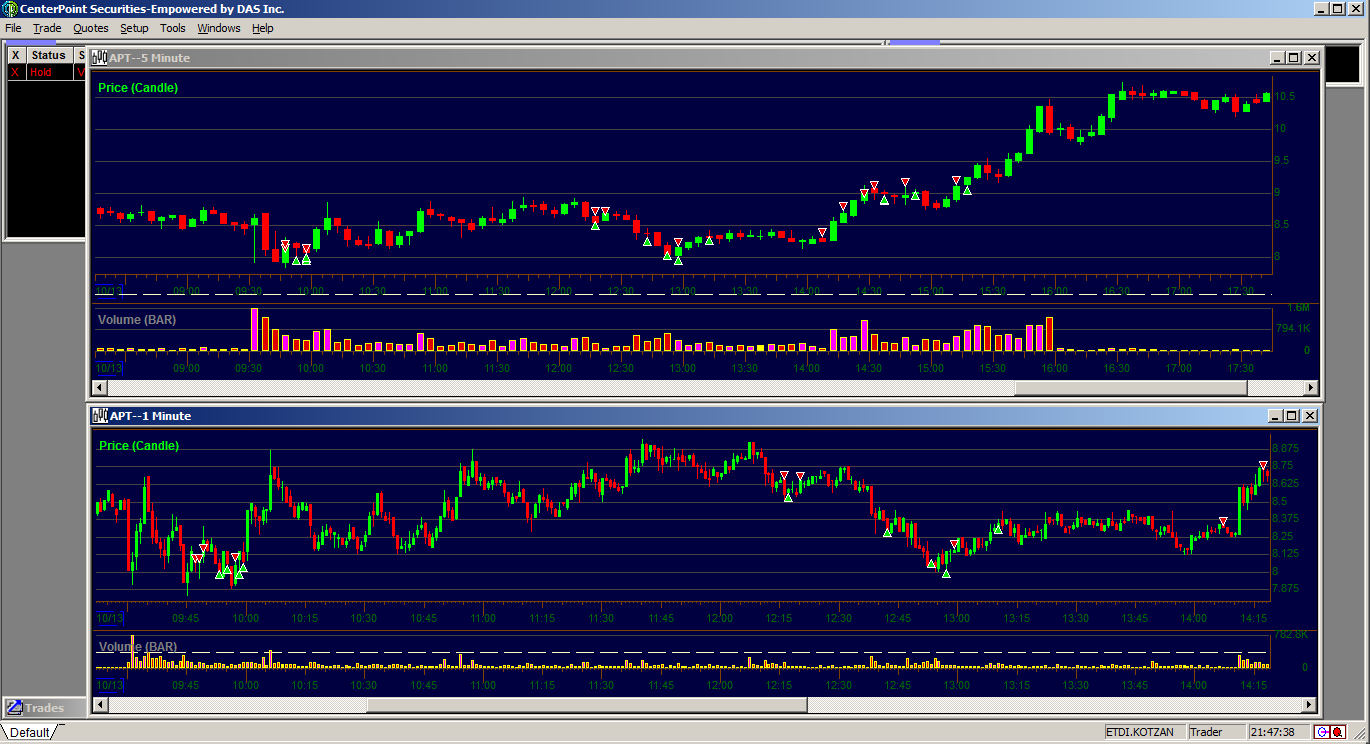 CenterPoint Securities-Empowered by DAS Inc.
File Trade Quotes Setup Tools Windows Help
X Status S
X Hold V
APT--5 Minute
Price (Candle)
10.5
10
9.5
9
8.5
8
10/13 09:00 09:30 10:00 10:30 11:00 11:30 12:00 12:30 13:00 13:30 14:00 14:30 15:00 15:30 16:00 16:30 17:00 17:30
Volume (BAR)
1.6M
794.1K
0
10/13 09:00 09:30 10:00 10:30 11:00 11:30 12:00 12:30 13:00 13:30 14:00 14:30 15:00 15:30 16:00 16:30 17:00 17:30
APT--1 Minute
Price (Candle)
8.875
8.75
8.625
8.5
8.375
8.25
8.125
8
7.875
10/13 09:45 10:00 10:15 10:30 10:45 11:00 11:15 11:30 11:45 12:00 12:15 12:30 12:45 13:00 13:15 13:30 13:45 14:00 14:15
Volume (BAR)
782.8K
0
10/13 09:45 10:00 10:15 10:30 10:45 11:00 11:15 11:30 11:45 12:00 12:15 12:30 12:45 13:00 13:15 13:30 13:45 14:00 14:15
Trades
Default
ETDI.KOTZAN Trader 21:47:38